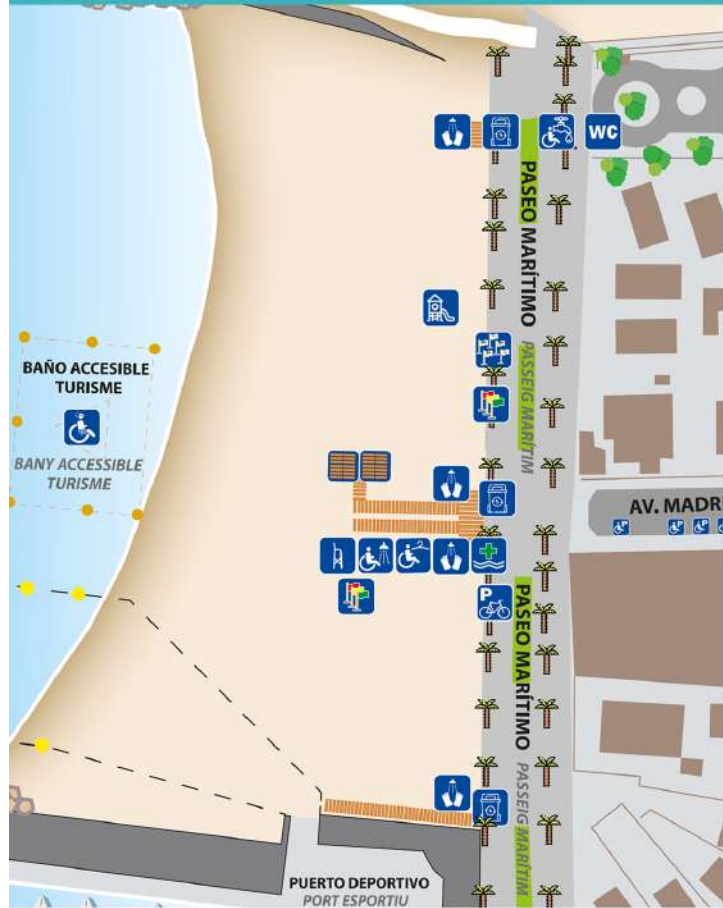 WC
PASEO MARÍTIMO
PASSEIG MARÍTIM
BAÑO ACCESIBLE
TURISME
BANY ACCESSIBLE
TURISME
AV. MADR
P
P
P
P
PASEO MARÍTIMO
PASSEIG MARÍTIM
PUERTO DEPORTIVO
PORT ESPORTIU